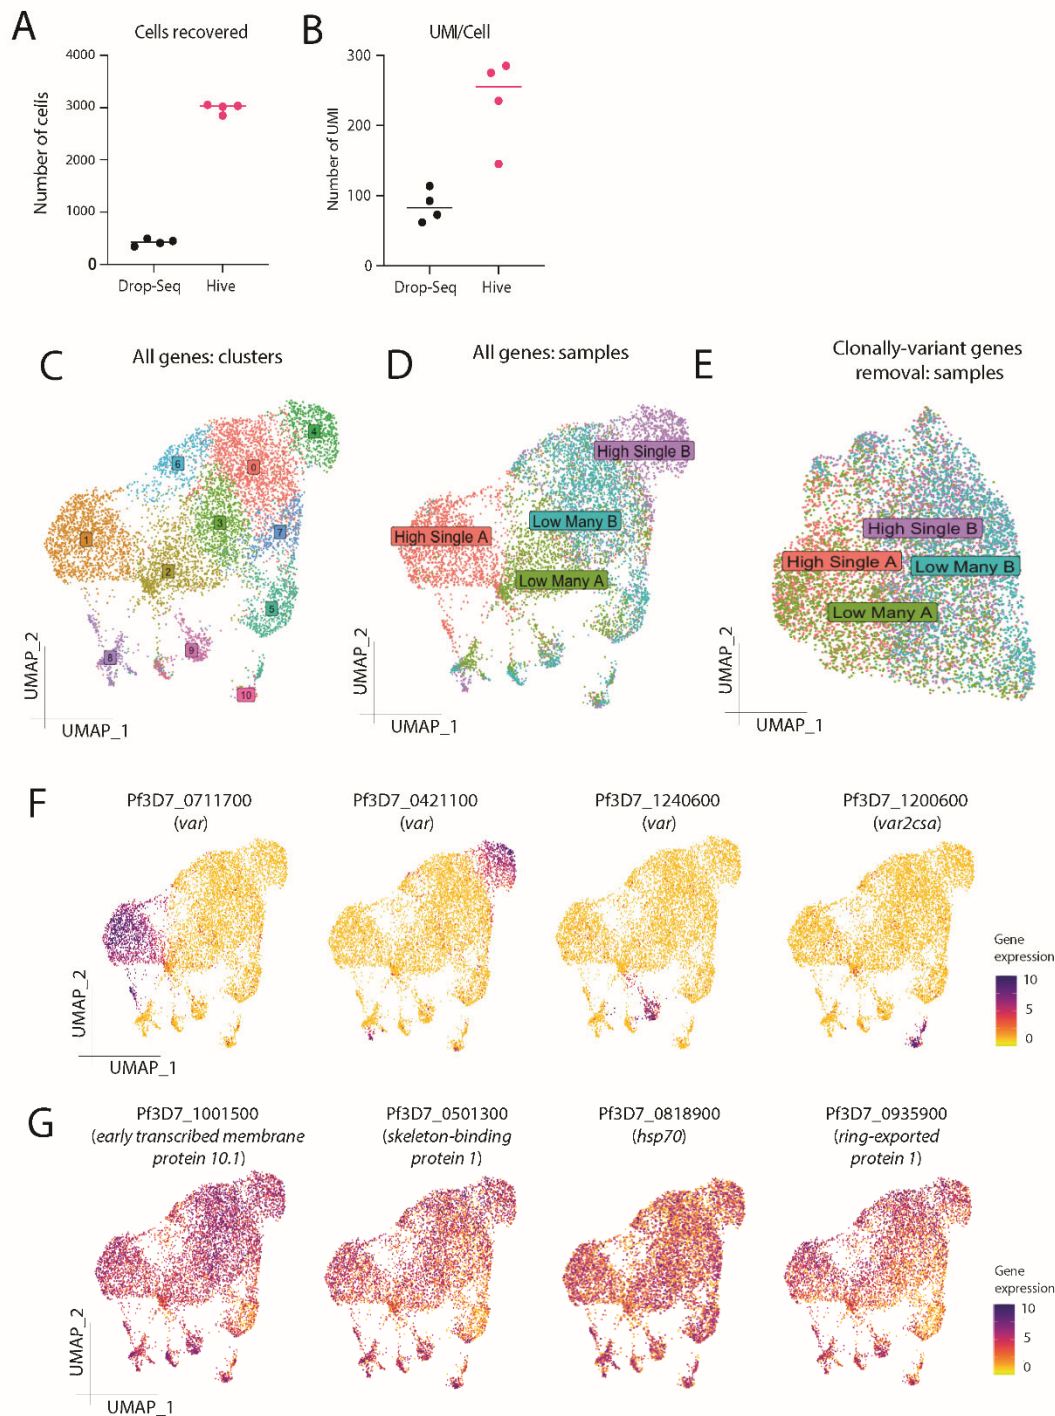 A
Cells recovered
Number of cells
4000
3000
2000
1000
0
Drop-Seq
Hive
B
UMI/Cell
Number of UMI
300
200
100
0
Drop-Seq
Hive
C
All genes: clusters
4
6
0
3
7
1
2
5
9
8
10
UMAP_2
UMAP_1
D
All genes: samples
High Single B
Low Many B
High Single A
Low Many A
UMAP_1
E
Clonally-variant genes
removal: samples
High Single B
High Single A
Low Many B
Low Many A
UMAP_2
UMAP_1
F
Pf3D7_0711700
(var)
Pf3D7_0421100
(var)
Pf3D7_1240600
(var)
Pf3D7_1200600
(var2csa)
Gene
expression
10
5
0
UMAP_2
UMAP_1
G
Pf3D7_1001500
(early transcribed membrane
protein 10.1)
Pf3D7_0501300
(skeleton-binding
protein 1)
Pf3D7_0818900
(hsp70)
Pf3D7_0935900
(ring-exported
protein 1)
Gene
expression
10
5
0
UMAP_2
UMAP_1